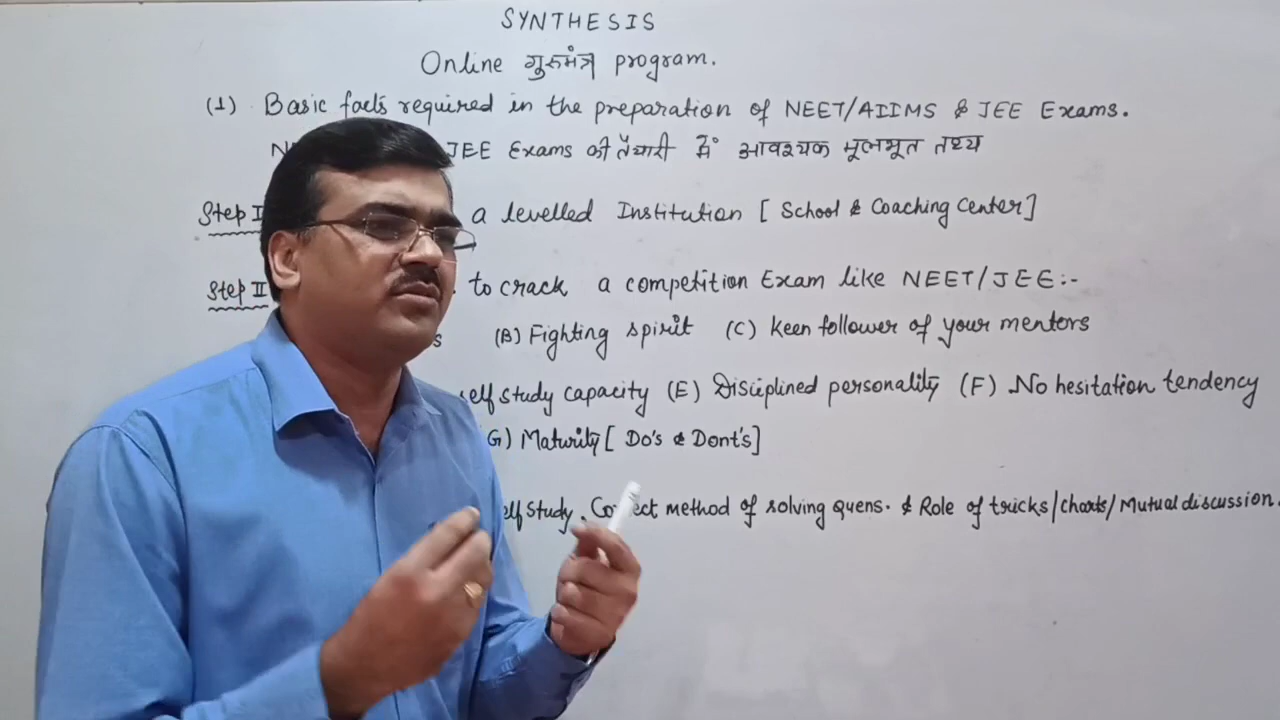 SYNTHESIS
Online गुरुमंत्र program.
(1) Basic facts required in the preparation of NEET/AIIMS & JEE Exams.
JEE Exams की तैयारी में आवश्यक मूलभूत तथ्य
Step I a levelled Institution [ School & Coaching Center]
Step II to crack a competition Exam like NEET/JEE:-
(B) Fighting spirit (C) Keen follower of your mentors
self study capacity (E) Disciplined personality (F) No hesitation tendency
(G) Maturity [ Do's & Dont's]
self study, Correct method of solving quens. & Role of tricks/Charts/Mutual discussion.